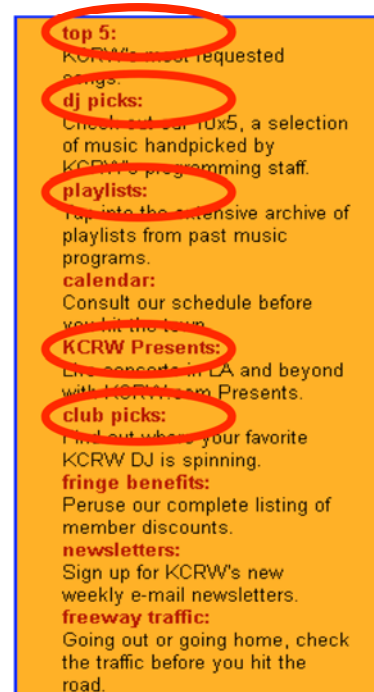 top 5:
KCRW's most requested
songs.
dj picks:
Check out our 10x5, a selection
of music handpicked by
KCRW's programming staff.
playlists:
Tap into the extensive archive of
playlists from past music
programs.
calendar:
Consult our schedule before
you hit the town.
KCRW Presents:
Live concerts in LA and beyond
with KCRW.com Presents.
club picks:
Find out where your favorite
KCRW DJ is spinning.
fringe benefits:
Peruse our complete listing of
member discounts.
newsletters:
Sign up for KCRW's new
weekly e-mail newsletters.
freeway traffic:
Going out or going home, check
the traffic before you hit the
road.